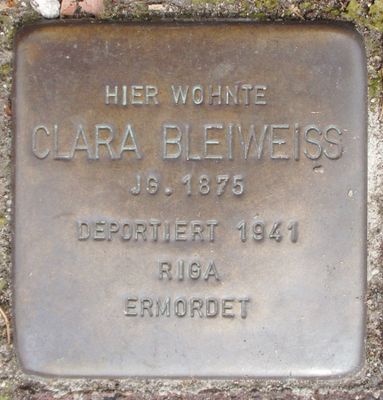 HIER WOHNTE
CLARA BLEIWEISS
JG. 1875
DEPORTIERT 1941
RIGA
ERMORDET